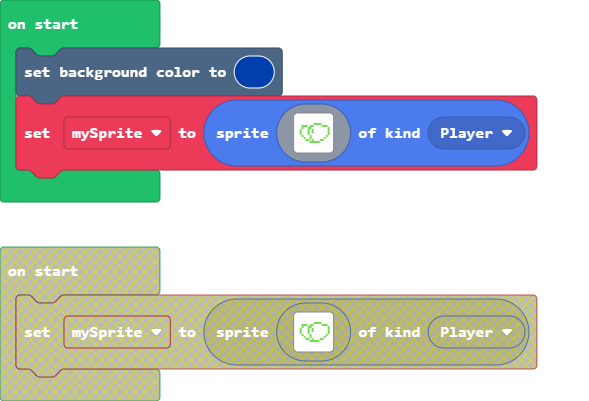 on start
set background color to
set mySprite to sprite of kind Player
on start
set mySprite to sprite of kind Player